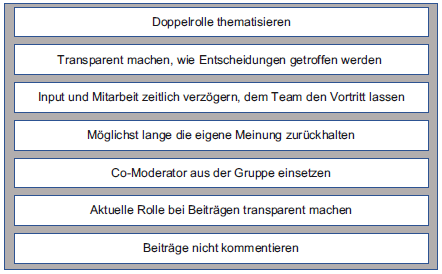 Doppelrolle thematisieren
Transparent machen, wie Entscheidungen getroffen werden
Input und Mitarbeit zeitlich verzögern, dem Team den Vortritt lassen
Möglichst lange die eigene Meinung zurückhalten
Co-Moderator aus der Gruppe einsetzen
Aktuelle Rolle bei Beiträgen transparent machen
Beiträge nicht kommentieren